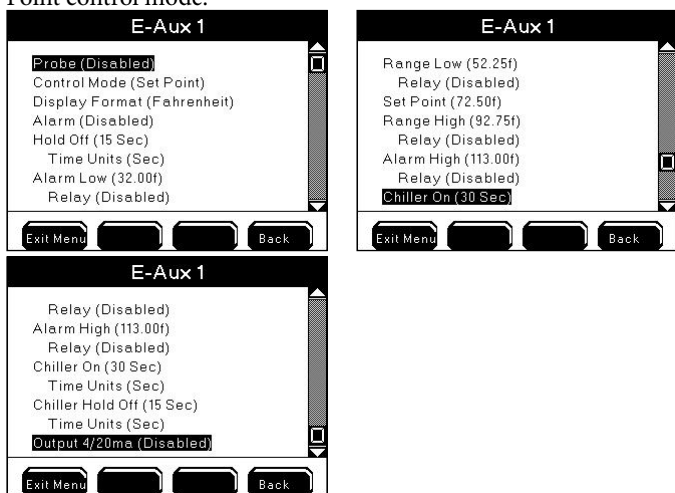 Point control mode.
E-Aux 1
Probe (Disabled)
Control Mode (Set Point)
Display Format (Fahrenheit)
Alarm (Disabled)
Hold Off (15 Sec)
Time Units (Sec)
Alarm Low (32.00f)
Relay (Disabled)
Exit Menu
Back
E-Aux 1
Range Low (52.25f)
Relay (Disabled)
Set Point (72.50f)
Range High (92.75f)
Relay (Disabled)
Alarm High (113.00f)
Relay (Disabled)
Chiller On (30 Sec)
Exit Menu
Back
E-Aux 1
Relay (Disabled)
Alarm High (113.00f)
Relay (Disabled)
Chiller On (30 Sec)
Time Units (Sec)
Chiller Hold Off (15 Sec)
Time Units (Sec)
Output 4/20ma (Disabled)
Exit Menu
Back